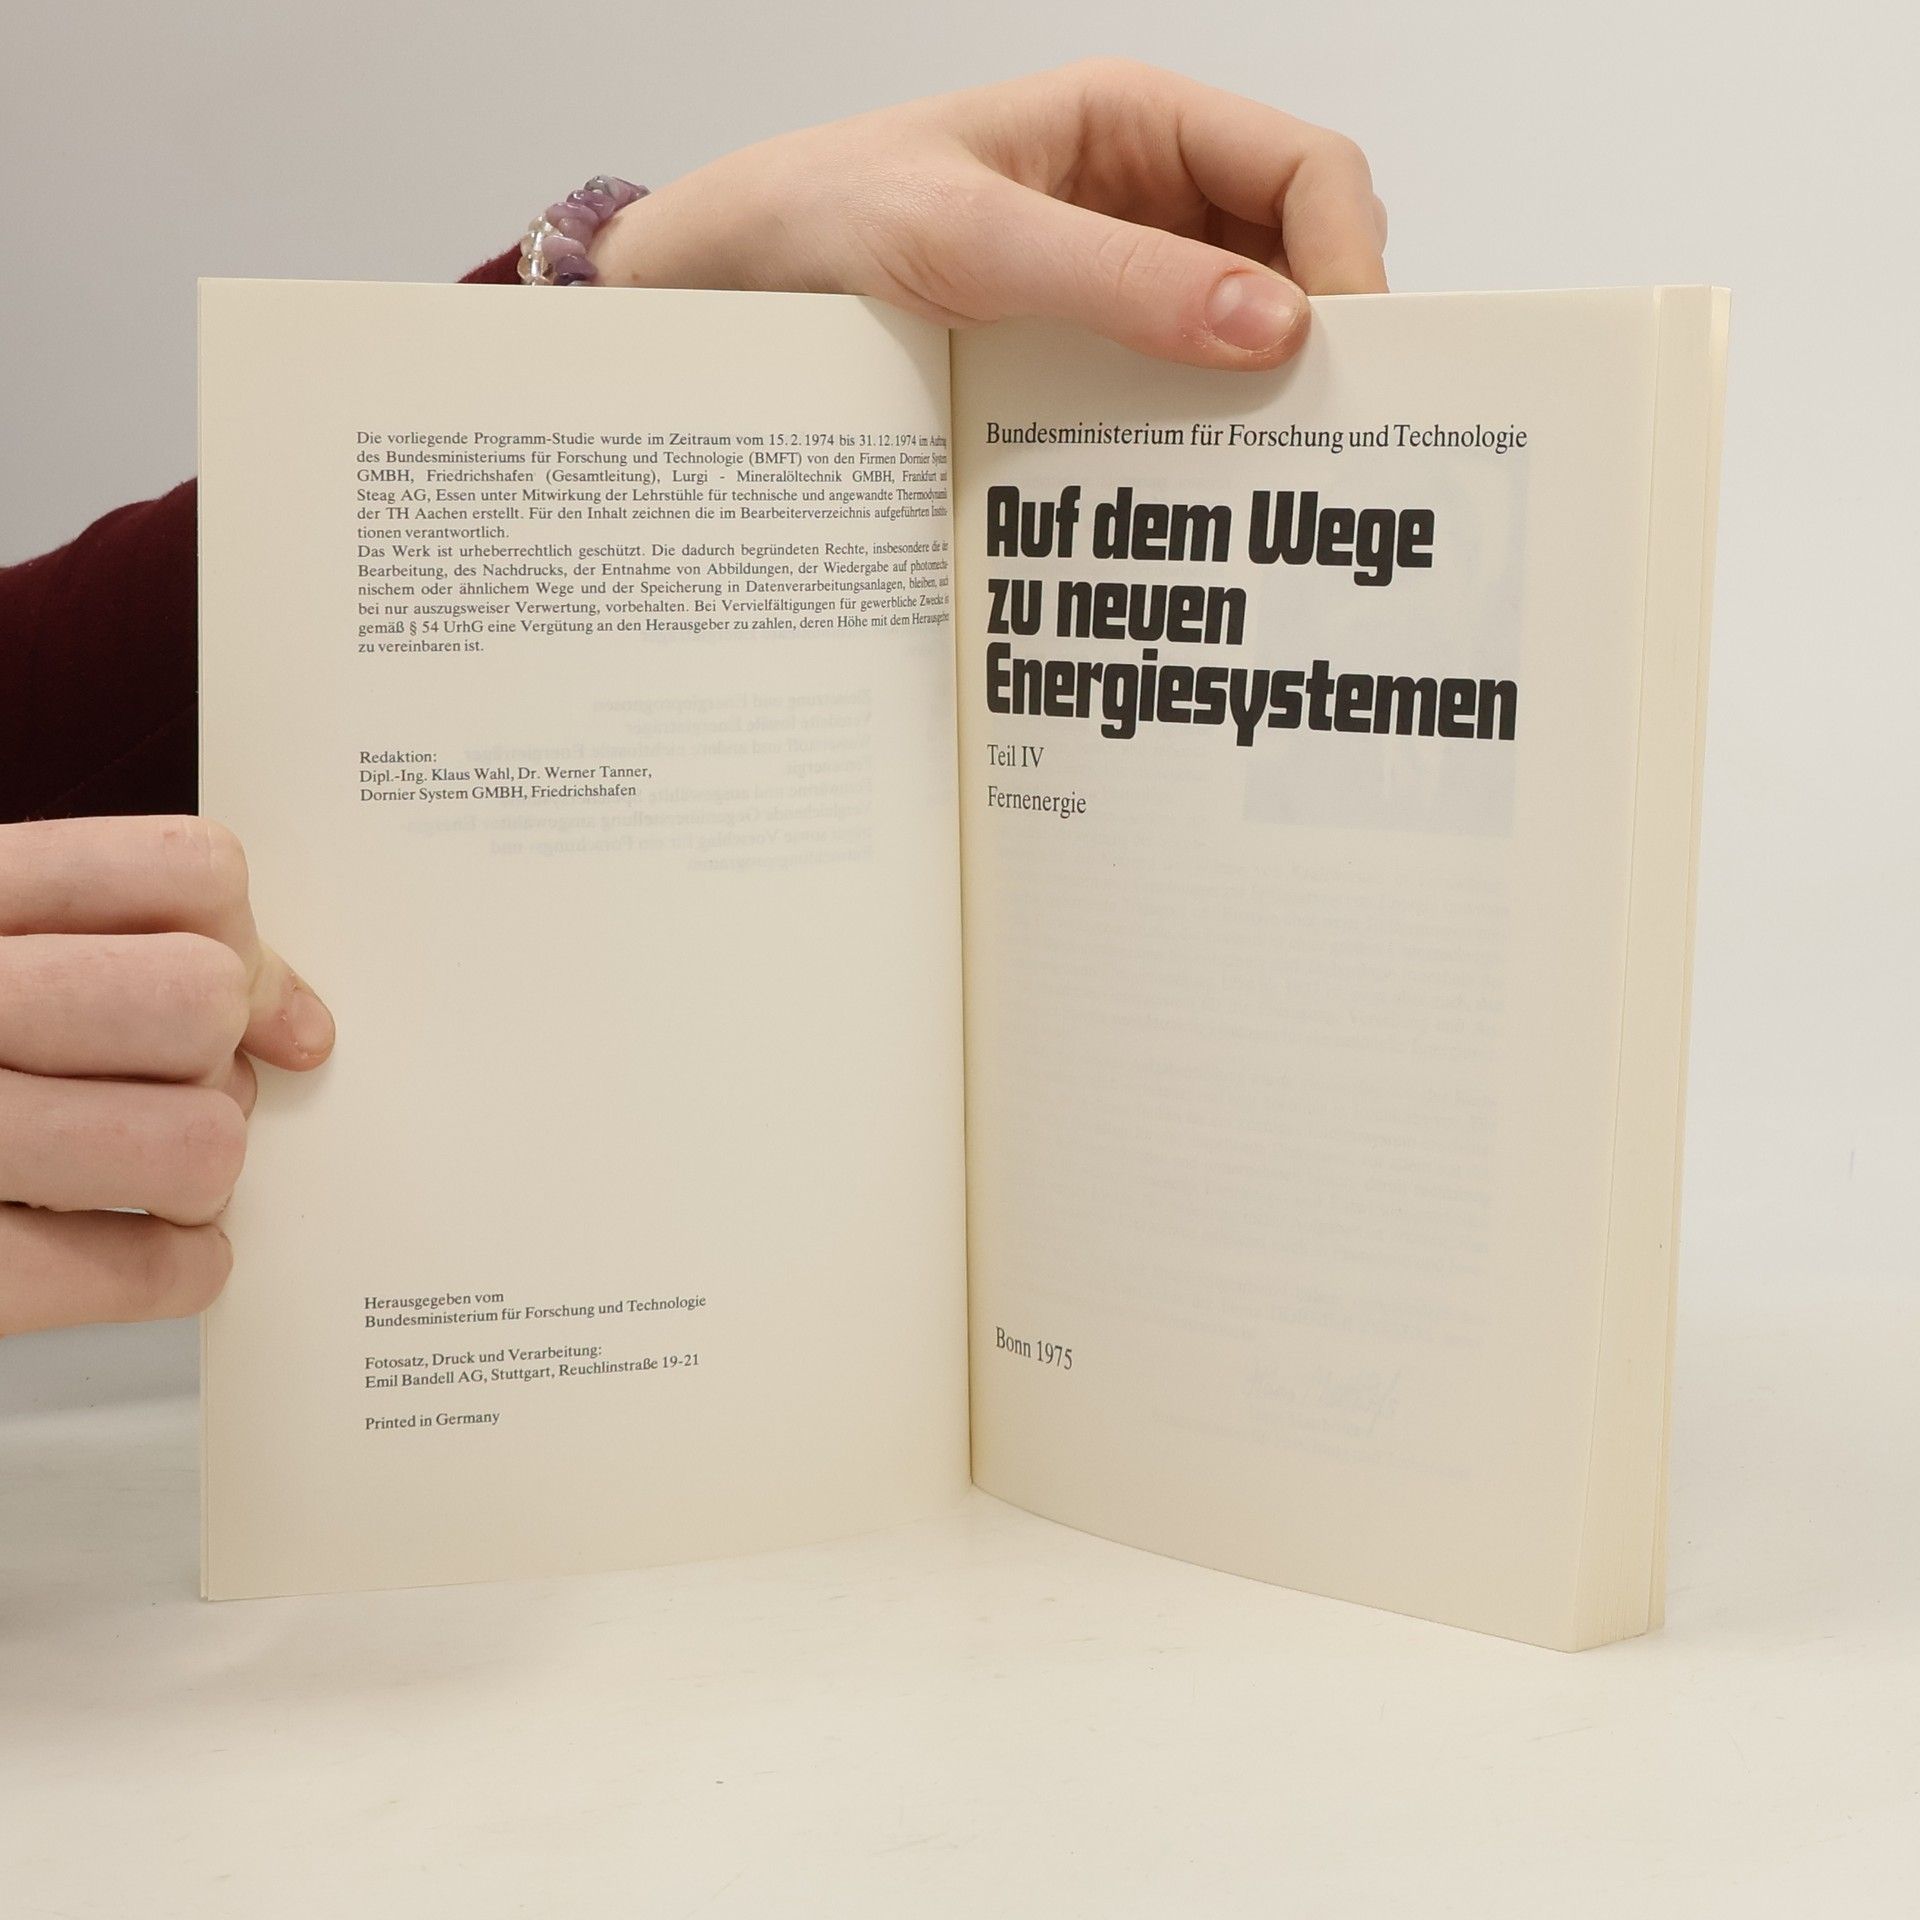 Die vorliegende Programm-Studie wurde im Zeitraum vom 15.2.1974 bis 31.12.1974 im Auftrag
des Bundesministeriums für Forschung und Technologie (BMFT) von den Firmen Dornier System
GMBH, Friedrichshafen (Gesamtleitung), Lurgi - Mineralöltechnik GMBH, Frankfurt und
Steag AG, Essen unter Mitwirkung der Lehrstühle für technische und angewandte Thermodynamik
der TH Aachen erstellt. Für den Inhalt zeichnen die im Bearbeiterverzeichnis aufgeführten Institu-
tionen verantwortlich.
Das Werk ist urheberrechtlich geschützt. Die dadurch begründeten Rechte, insbesondere die der
Bearbeitung, des Nachdrucks, der Entnahme von Abbildungen, der Wiedergabe auf photomecha-
nischem oder ähnlichem Wege und der Speicherung in Datenverarbeitungsanlagen, bleiben, auch
bei nur auszugsweiser Verwertung, vorbehalten. Bei Vervielfältigungen für gewerbliche Zwecke ist
gemäß § 54 UrhG eine Vergütung an den Herausgeber zu zahlen, deren Höhe mit dem Herausgeber
zu vereinbaren ist.
Redaktion:
Dipl.-Ing. Klaus Wahl, Dr. Werner Tanner,
Dornier System GMBH, Friedrichshafen
Herausgegeben vom
Bundesministerium für Forschung und Technologie
Fotosatz, Druck und Verarbeitung:
Emil Bandell AG, Stuttgart, Reuchlinstraße 19-21
Printed in Germany
Bundesministerium für Forschung und Technologie
Auf dem Wege
zu neuen
Energiesystemen
Teil IV
Fernenergie
Bonn 1975